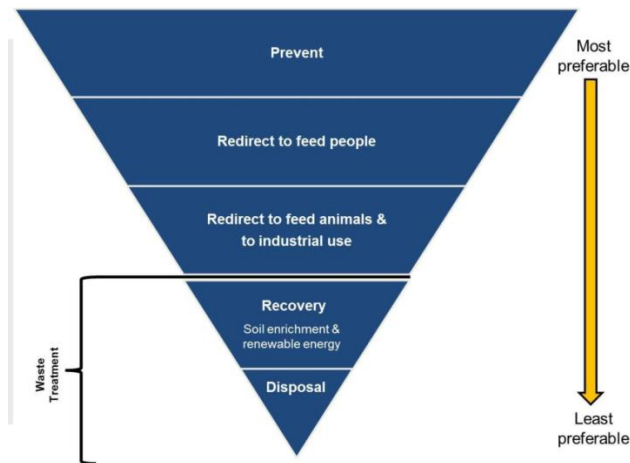 Prevent
Most
preferable
Redirect to feed people
Redirect to feed animals &
to industrial use
Recovery
Soil enrichment &
renewable energy
Waste
Treatment
Disposal
Least
preferable